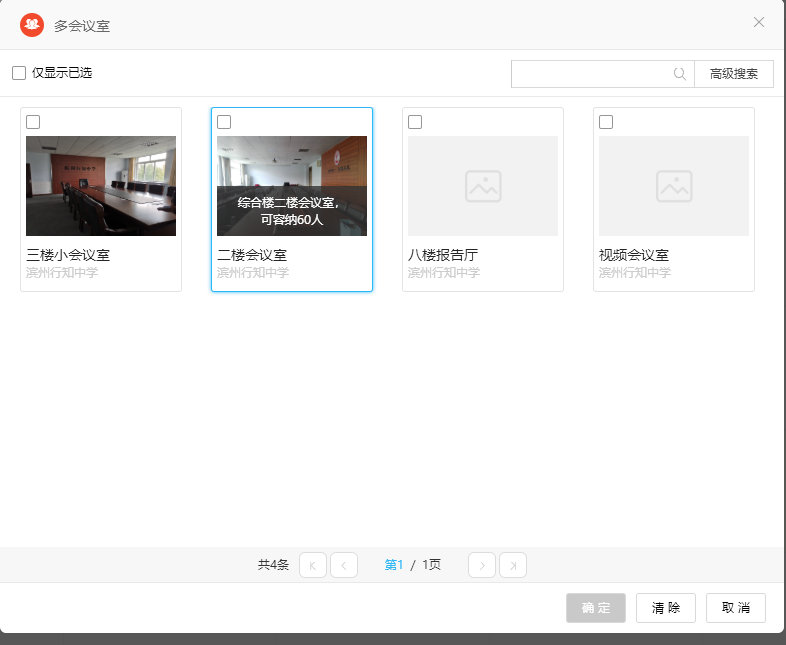 多会议室
仅显示已选
高级搜索
综合楼二楼会议室，
可容纳60人
三楼小会议室
滨州行知中学
二楼会议室
滨州行知中学
八楼报告厅
滨州行知中学
视频会议室
滨州行知中学
共4条
第1 / 1页
确定
清除
取消